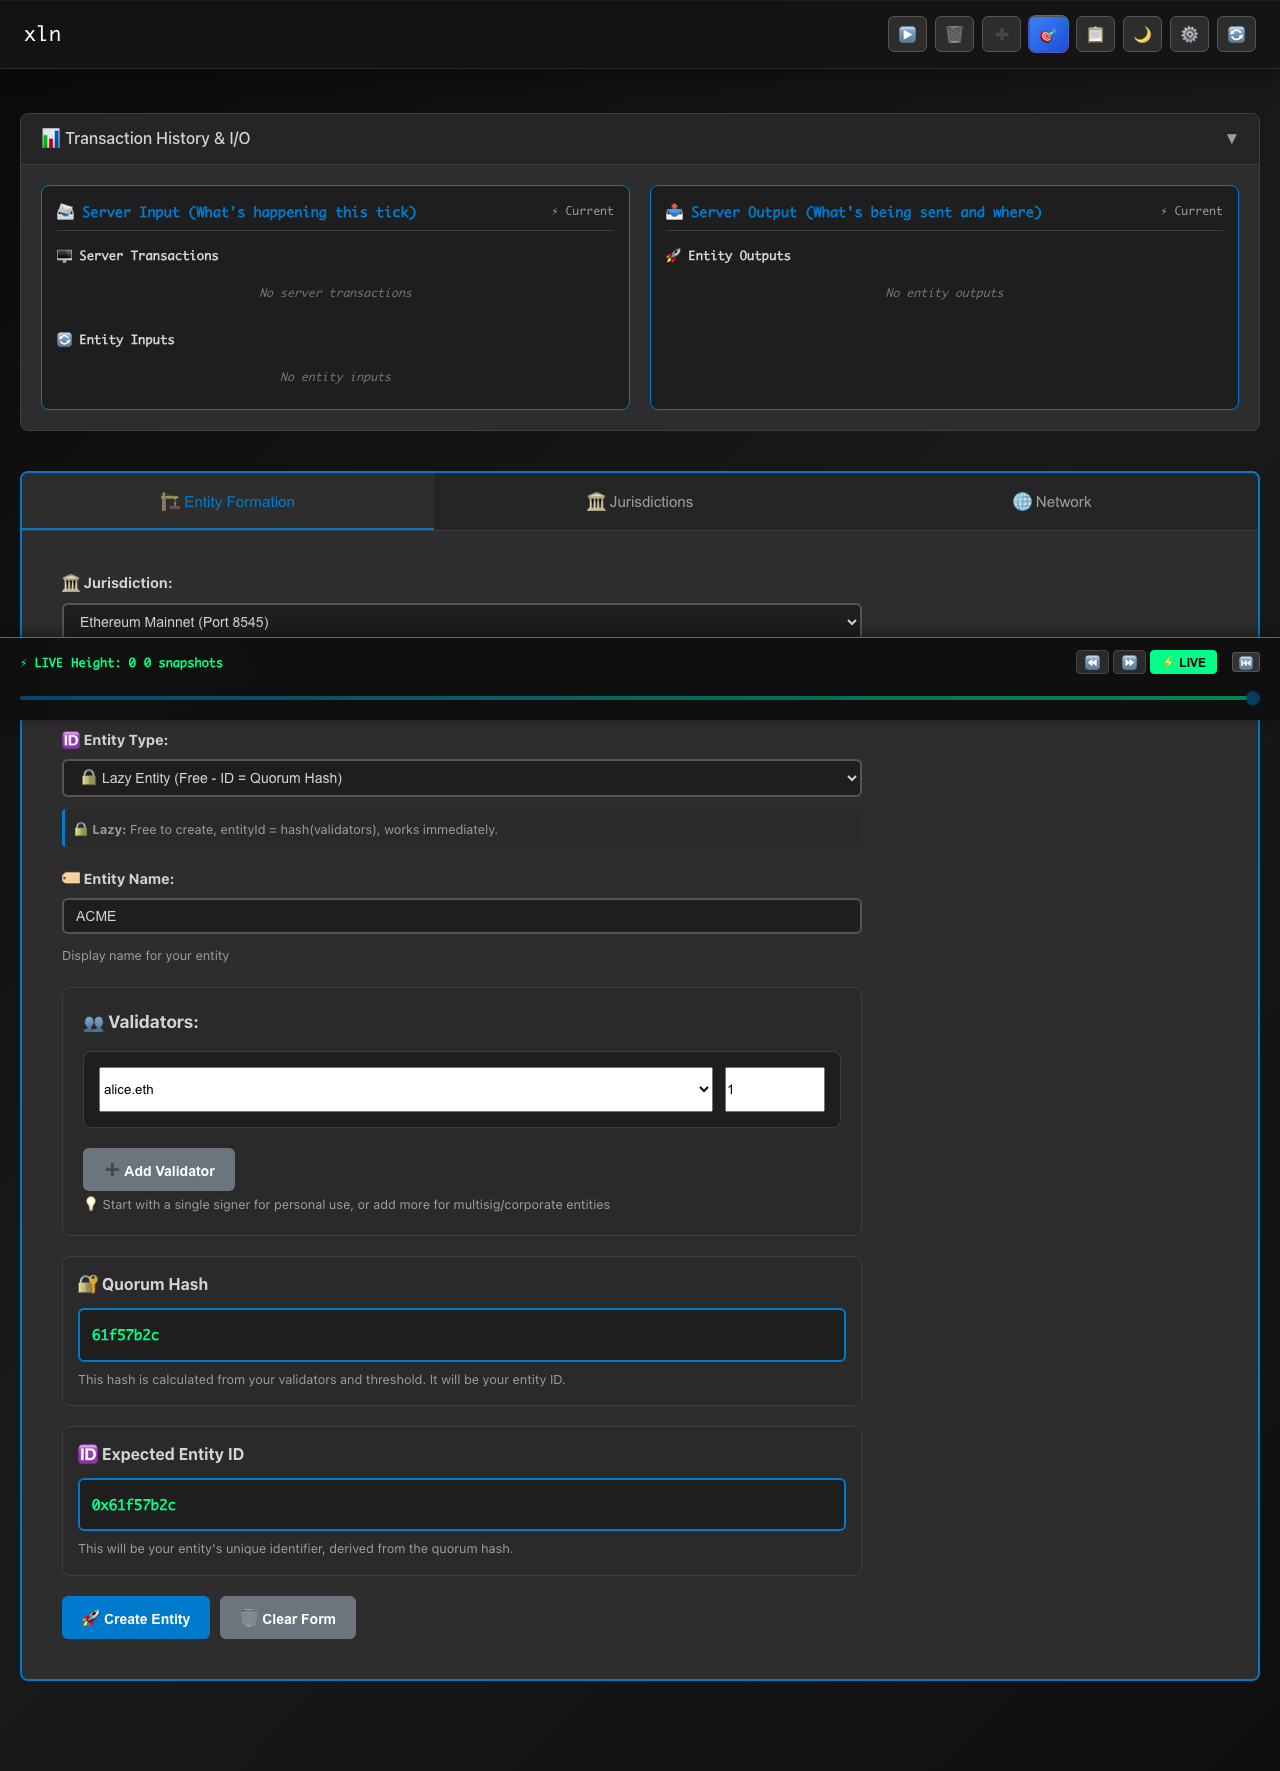 xln
Transaction History & I/O
Server Input (What's happening this tick)
⚡ Current
Server Transactions
No server transactions
Entity Inputs
No entity inputs
Server Output (What's being sent and where)
⚡ Current
Entity Outputs
No entity outputs
Entity Formation
Jurisdictions
Network
Jurisdiction:
Ethereum Mainnet (Port 8545)
⚡ LIVE Height: 0 0 snapshots
⚡ LIVE
Entity Type:
Lazy Entity (Free - ID = Quorum Hash)
Lazy: Free to create, entityId = hash(validators), works immediately.
Entity Name:
ACME
Display name for your entity
Validators:
alice.eth
1
Add Validator
Start with a single signer for personal use, or add more for multisig/corporate entities
Quorum Hash
61f57b2c
This hash is calculated from your validators and threshold. It will be your entity ID.
Expected Entity ID
0x61f57b2c
This will be your entity's unique identifier, derived from the quorum hash.
Create Entity
Clear Form